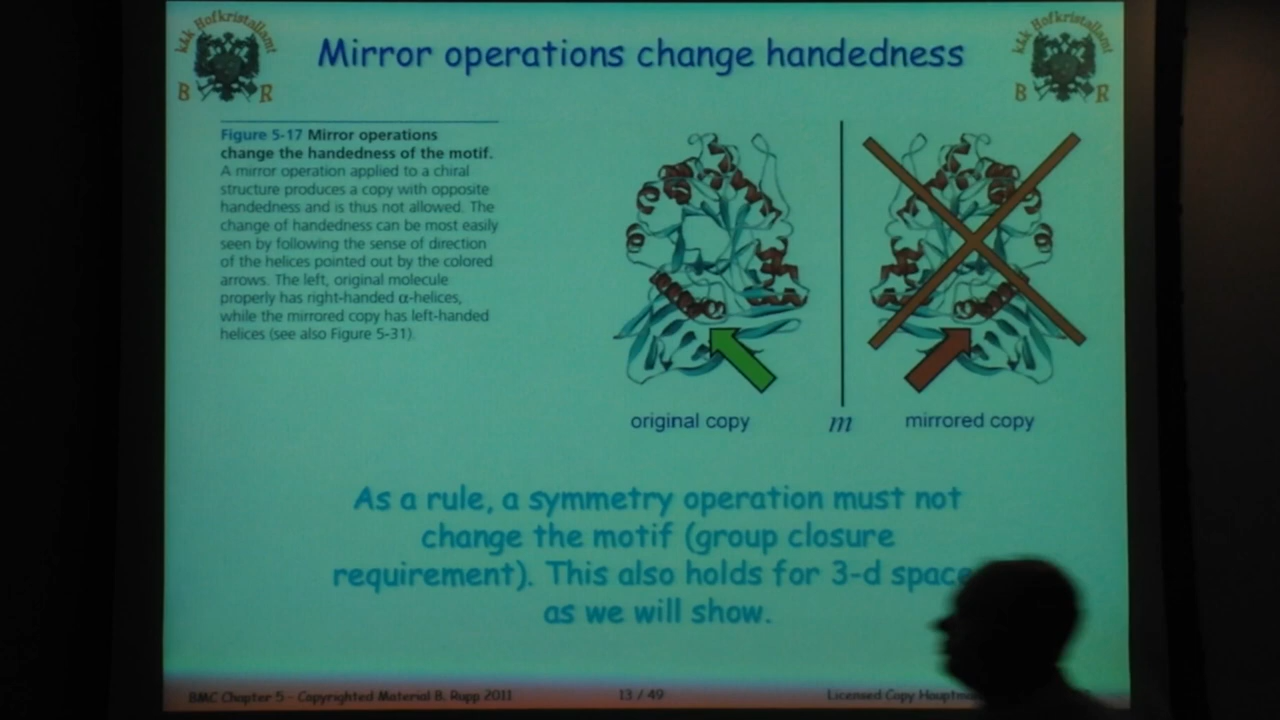 k&k Hofkristallamt
B R
Mirror operations change handedness
k&k Hofkristallamt
B R
Figure 5-17 Mirror operations
change the handedness of the motif.
A mirror operation applied to a chiral
structure produces a copy with opposite
handedness and is thus not allowed. The
change of handedness can be most easily
seen by following the sense of direction
of the helices pointed out by the colored
arrows. The left, original molecule
properly has right-handed α-helices,
while the mirrored copy has left-handed
helices (see also Figure 5-31).
original copy
m
mirrored copy
As a rule, a symmetry operation must not
change the motif (group closure
requirement). This also holds for 3-d space
as we will show.
BMC Chapter 5 - Copyrighted Material B. Rupp 2011
13 / 49
Licensed Copy